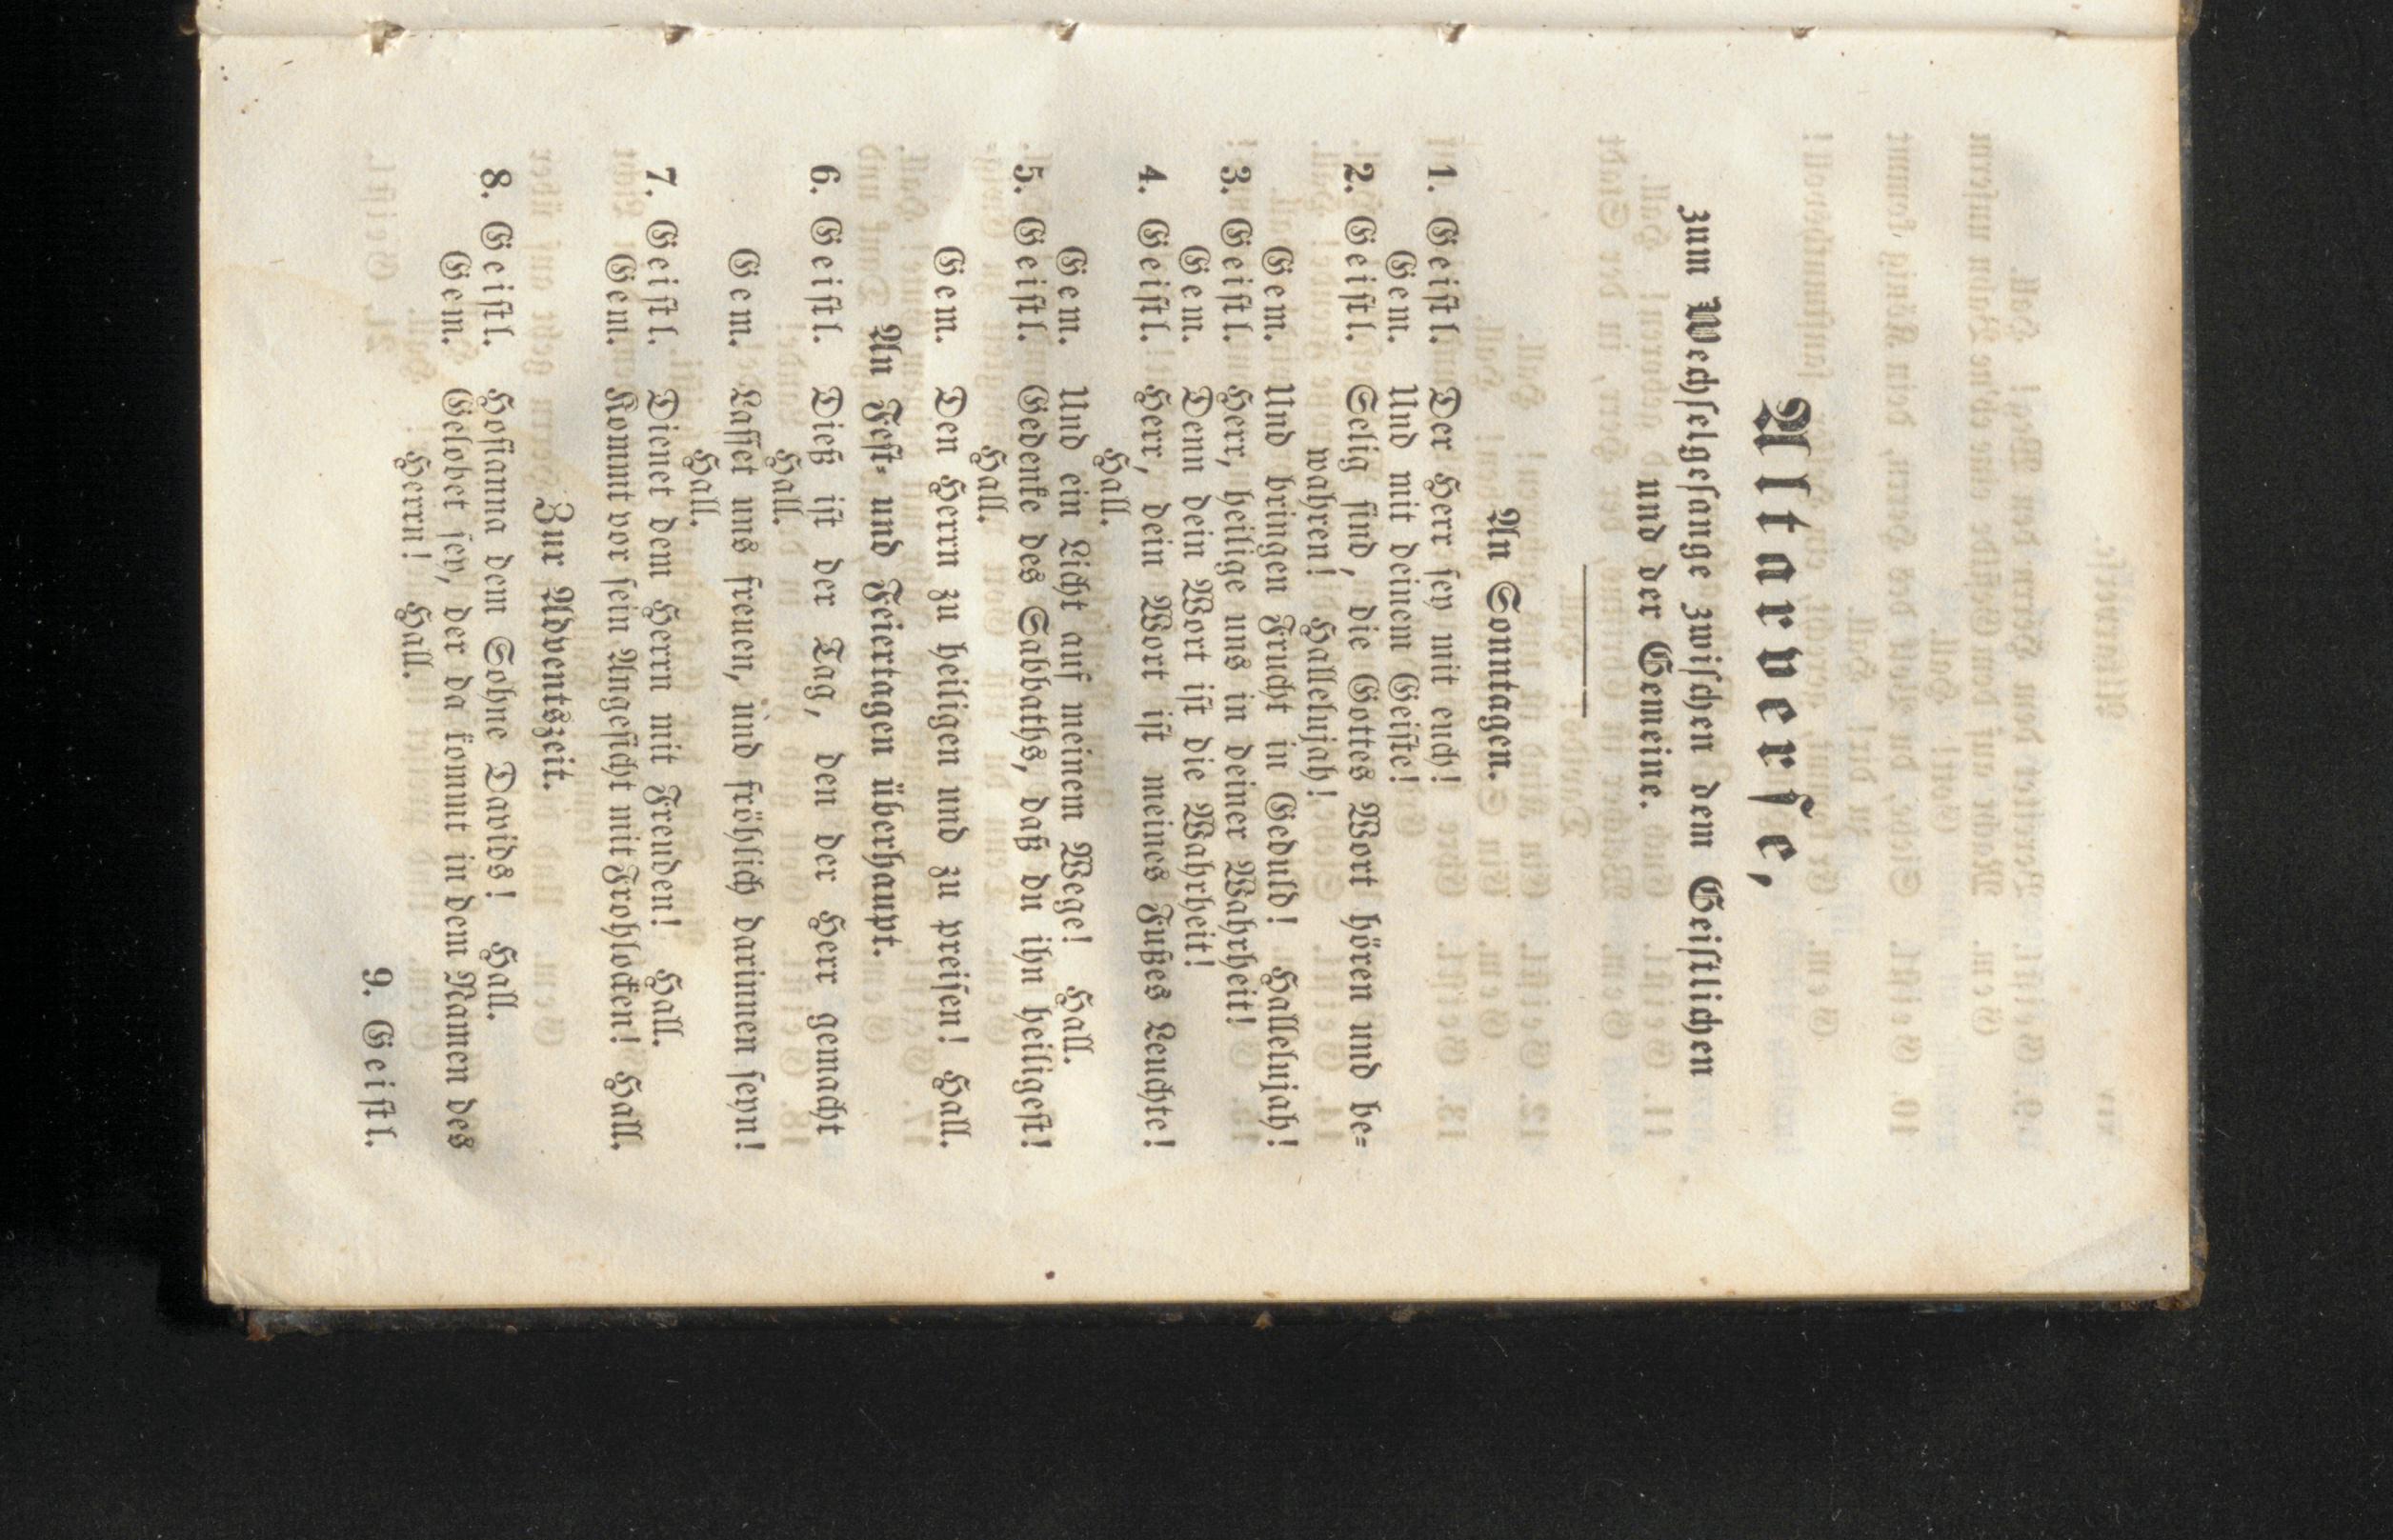 Altarverse,
zum Wechselgesange zwischen dem Geistlichen
und der Gemeine.
An Sonntagen.
1. Geistl. Der Herr sey mit euch!
Gem. Und mit deinem Geiste!
2. Geistl. Selig sind, die Gottes Wort hören und be=
wahren! Hallelujah!
Gem. Und bringen Frucht in Geduld! Hallelujah!
3. Geistl. Herr, heilige uns in deiner Wahrheit!
Gem. Denn dein Wort ist die Wahrheit!
4. Geistl. Herr, dein Wort ist meines Fußes Leuchte!
Hall.
Gem. Und ein Licht auf meinem Wege! Hall.
5. Geistl. Gedenke des Sabbaths, daß du ihn heiligest!
Hall.
Gem. Den Herrn zu heiligen und zu preisen! Hall.
An Fest= und Feiertagen überhaupt.
6. Geistl. Dieß ist der Tag, den der Herr gemacht
Hall.
Gem. Lasset uns freuen, und fröhlich darinnen seyn!
Hall.
7. Geistl. Dienet dem Herrn mit Freuden! Hall.
Gem. Kommt vor sein Angesicht mit Frohlocken! Hall.
Zur Adventszeit.
8. Geistl. Hosianna dem Sohne Davids! Hall.
Gem. Gelobet sey, der da kommt in dem Namen des
Herrn! Hall.
9. Geistl.